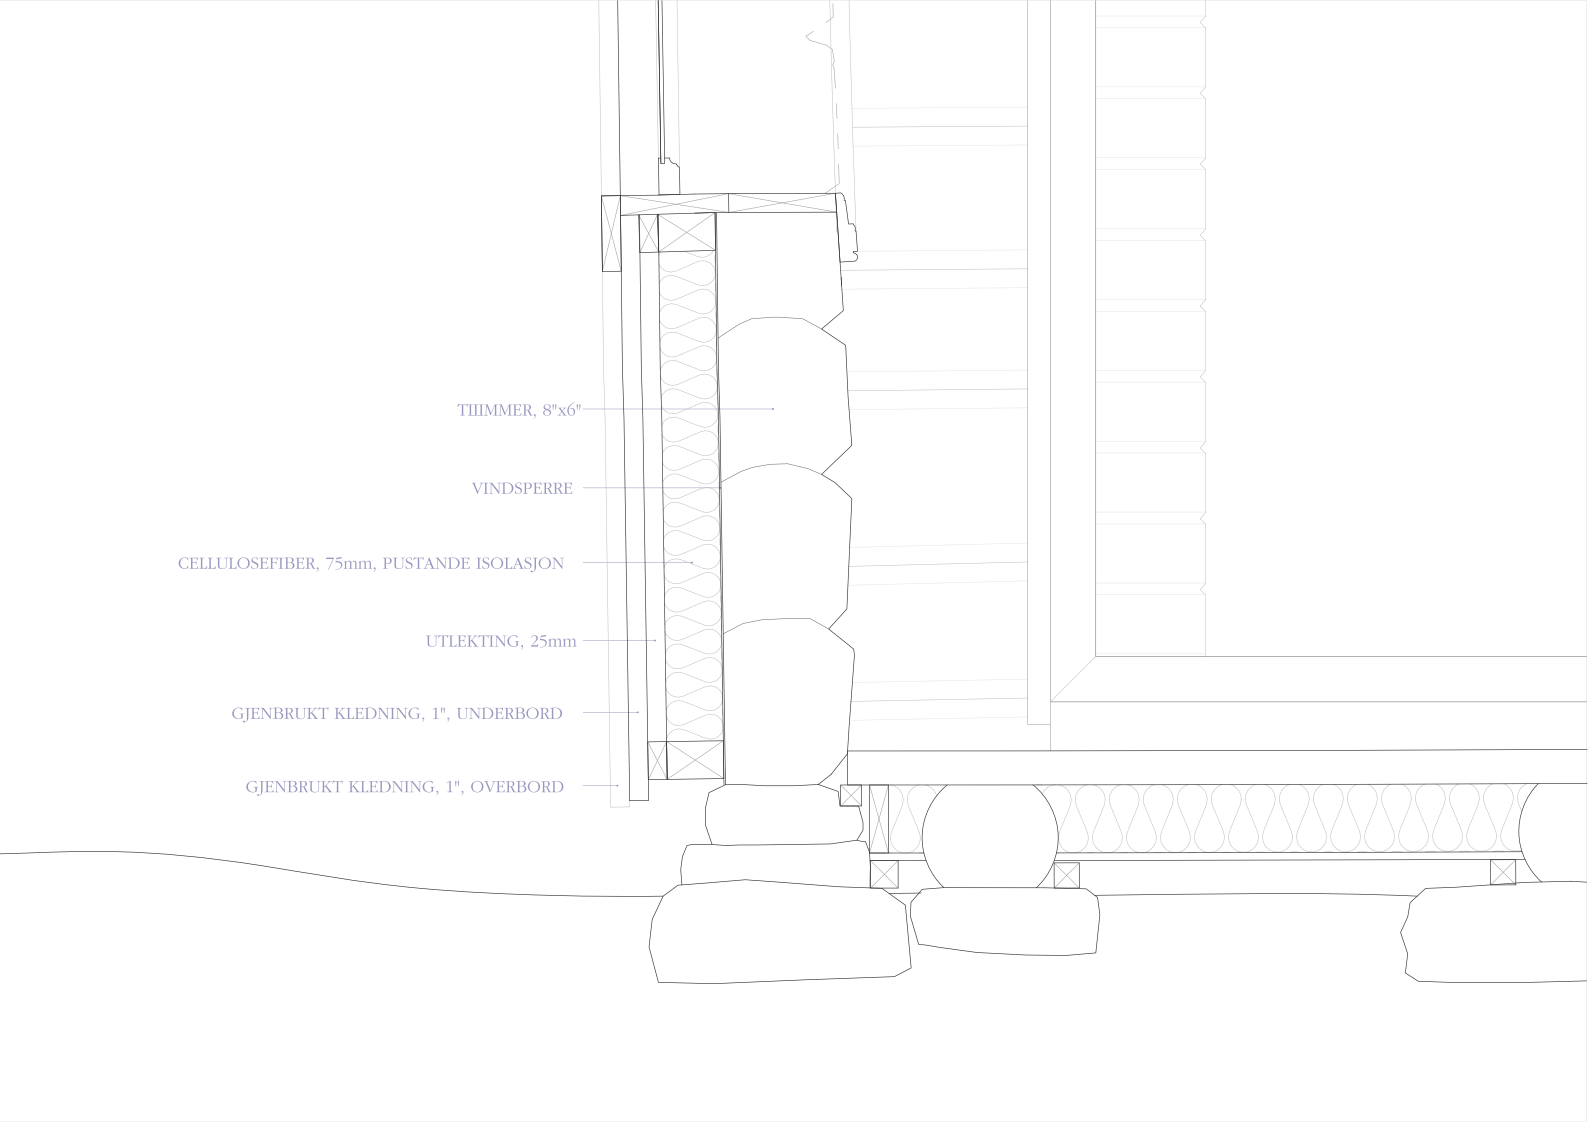 TIIIMMER, 8"x6"
VINDSPERRE
CELLULOSEFIBER, 75mm, PUSTANDE ISOLASJON
UTLEKTING, 25mm
GJENBRUKT KLEDNING, 1", UNDERBORD
GJENBRUKT KLEDNING, 1", OVERBORD